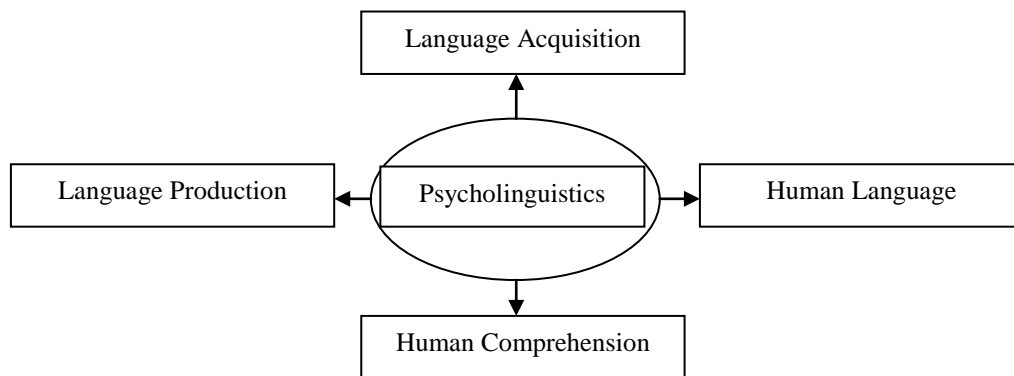 Language Acquisition
Language Production
Psycholinguistics
Human Language
Human Comprehension